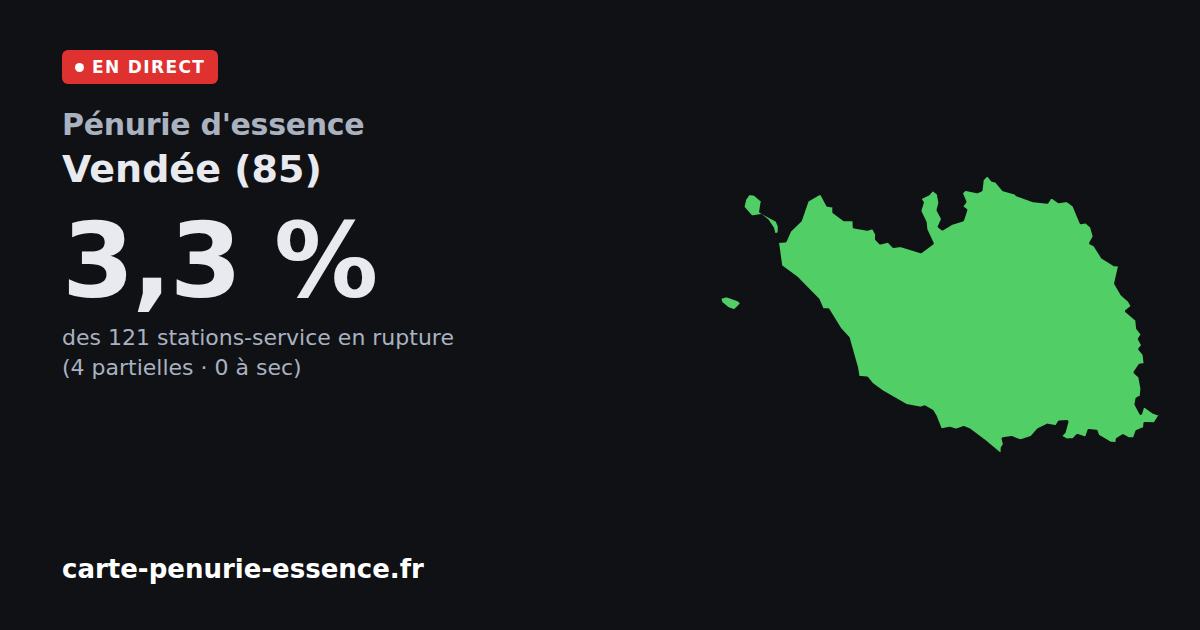 EN DIRECT
Pénurie d'essence
Vendée (85)
3,3 %
des 121 stations-service en rupture
(4 partielles · 0 à sec)
carte-penurie-essence.fr